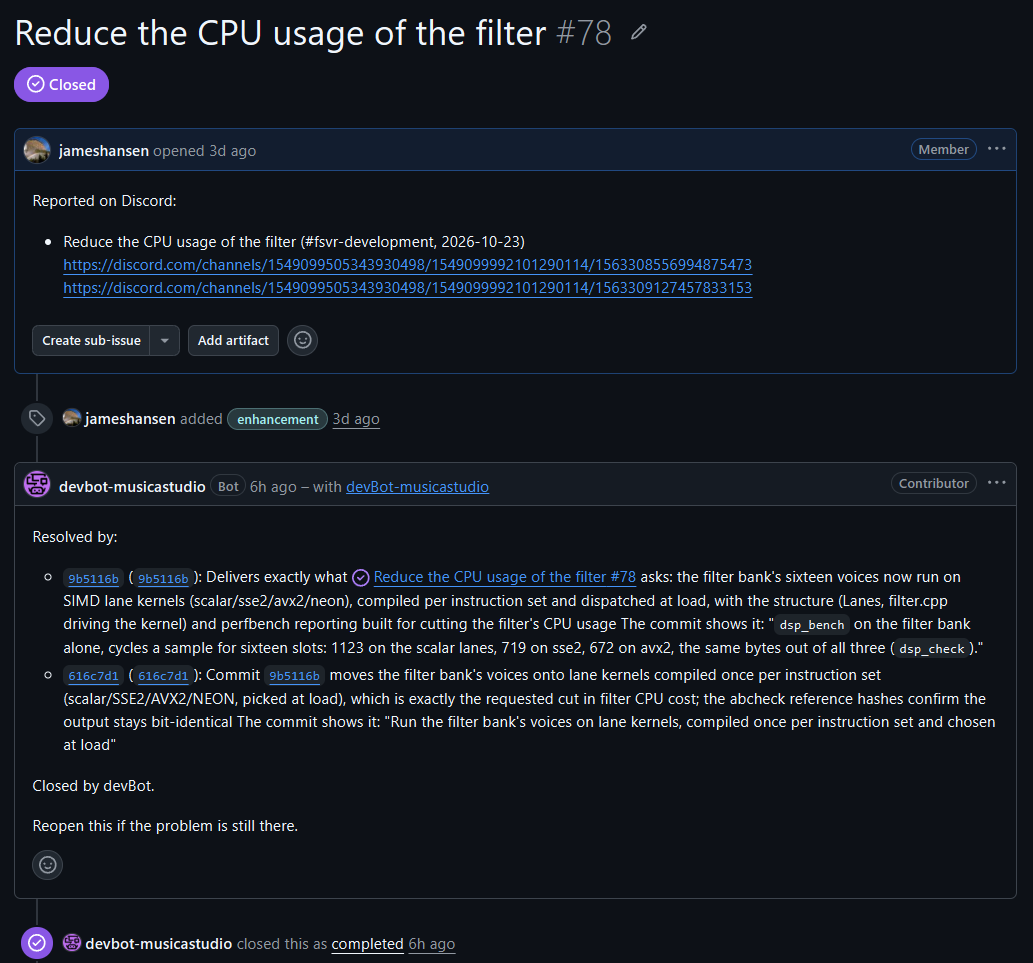 Reduce the CPU usage of the filter #78
Closed
jameshansen opened 3d ago
Member
Reported on Discord:
Reduce the CPU usage of the filter (#fsvr-development, 2026-10-23)
https://discord.com/channels/1549099505343930498/1549099992101290114/1563308556994875473
https://discord.com/channels/1549099505343930498/1549099992101290114/1563309127457833153
Create sub-issue
Add artifact
jameshansen added enhancement 3d ago
devbot-musicastudio Bot 6h ago – with devBot-musicastudio
Contributor
Resolved by:
9b5116b (9b5116b): Delivers exactly what Reduce the CPU usage of the filter #78 asks: the filter bank's sixteen voices now run on
SIMD lane kernels (scalar/sse2/avx2/neon), compiled per instruction set and dispatched at load, with the structure (Lanes, filter.cpp
driving the kernel) and perfbench reporting built for cutting the filter's CPU usage The commit shows it: "dsp_bench on the filter bank
alone, cycles a sample for sixteen slots: 1123 on the scalar lanes, 719 on sse2, 672 on avx2, the same bytes out of all three (dsp_check)."
616c7d1 (616c7d1): Commit 9b5116b moves the filter bank's voices onto lane kernels compiled once per instruction set
(scalar/SSE2/AVX2/NEON, picked at load), which is exactly the requested cut in filter CPU cost; the abcheck reference hashes confirm the
output stays bit-identical The commit shows it: "Run the filter bank's voices on lane kernels, compiled once per instruction set and chosen
at load"
Closed by devBot.
Reopen this if the problem is still there.
devbot-musicastudio closed this as completed 6h ago